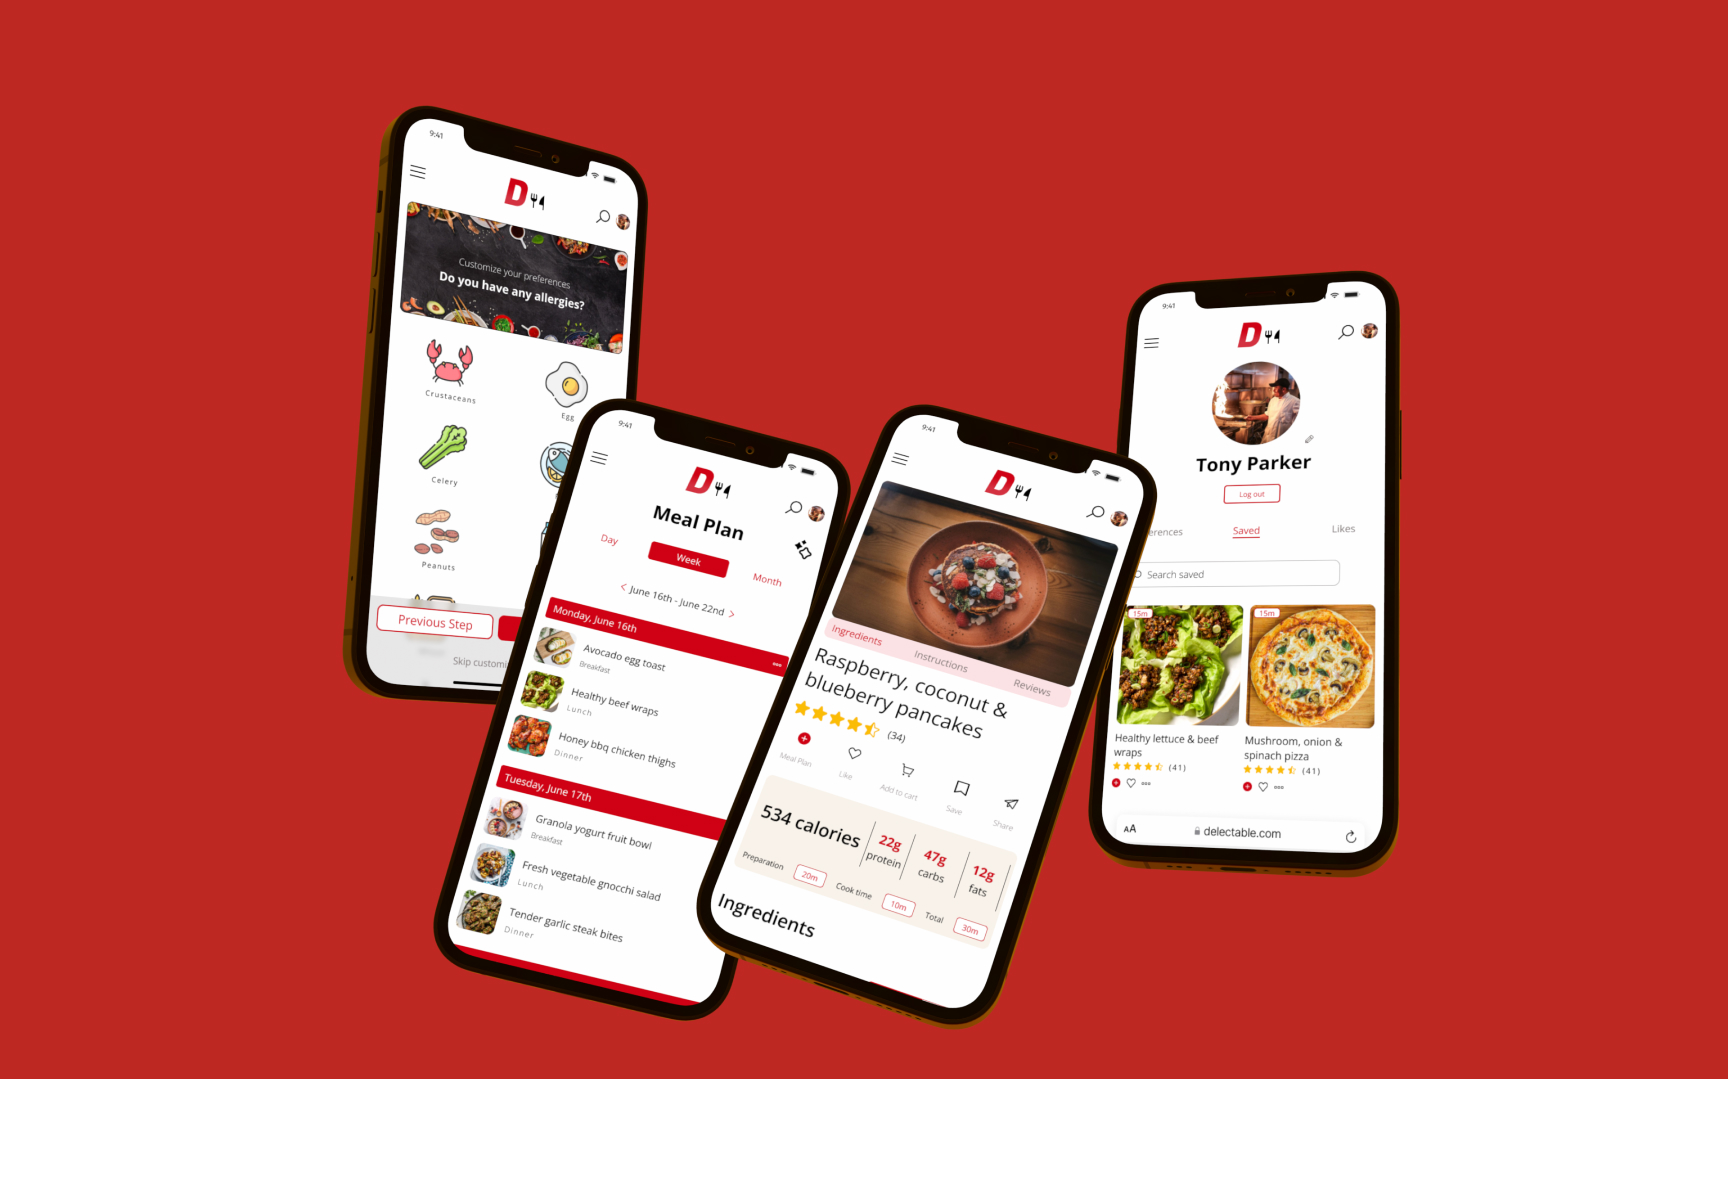 9:41
D
Customize your preferences
Do you have any allergies?
Crustaceans
Egg
Celery
Peanuts
Previous Step
Skip customi
9:41
D
Meal Plan
Day
Week
Month
< June 16th - June 22nd >
Monday, June 16th
Avocado egg toast
Breakfast
Healthy beef wraps
Lunch
Honey bbq chicken thighs
Dinner
Tuesday, June 17th
Granola yogurt fruit bowl
Breakfast
Fresh vegetable gnocchi salad
Lunch
Tender garlic steak bites
Dinner
9:41
D
Ingredients
Instructions
Reviews
Raspberry, coconut &
blueberry pancakes
(34)
Meal Plan
Like
Add to cart
Save
Share
534 calories
22g
protein
47g
carbs
12g
fats
Preparation
20m
Cook time
10m
Total
30m
Ingredients
9:41
D
Tony Parker
Log out
erences
Saved
Likes
Search saved
15m
15m
Healthy lettuce & beef
wraps
(41)
Mushroom, onion &
spinach pizza
(41)
AA
delectable.com